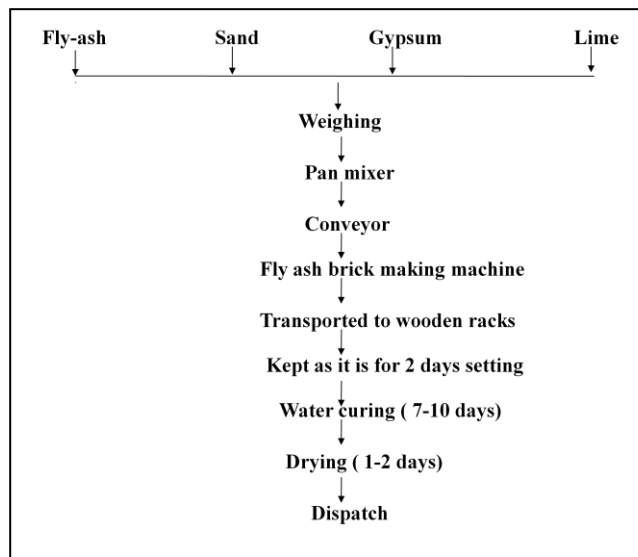 Fly-ash Sand Gypsum Lime
Weighing
Pan mixer
Conveyor
Fly ash brick making machine
Transported to wooden racks
Kept as it is for 2 days setting
Water curing ( 7-10 days)
Drying ( 1-2 days)
Dispatch